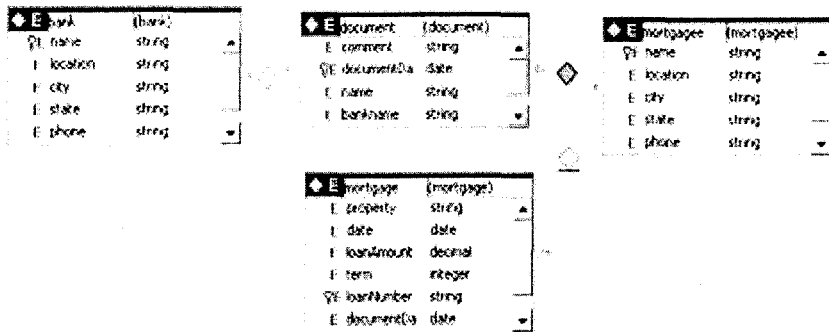 E bank (bank)
E name string
E location string
E city string
E state string
E phone string
E document (document)
E comment string
E documentDa date
E name string
E bankname string
E mortgagee (mortgagee)
E name string
E location string
E city string
E state string
E phone string
E mortgage (mortgage)
E property string
E date date
E loanAmount decimal
E term integer
E loanNumber string
E documentDa date